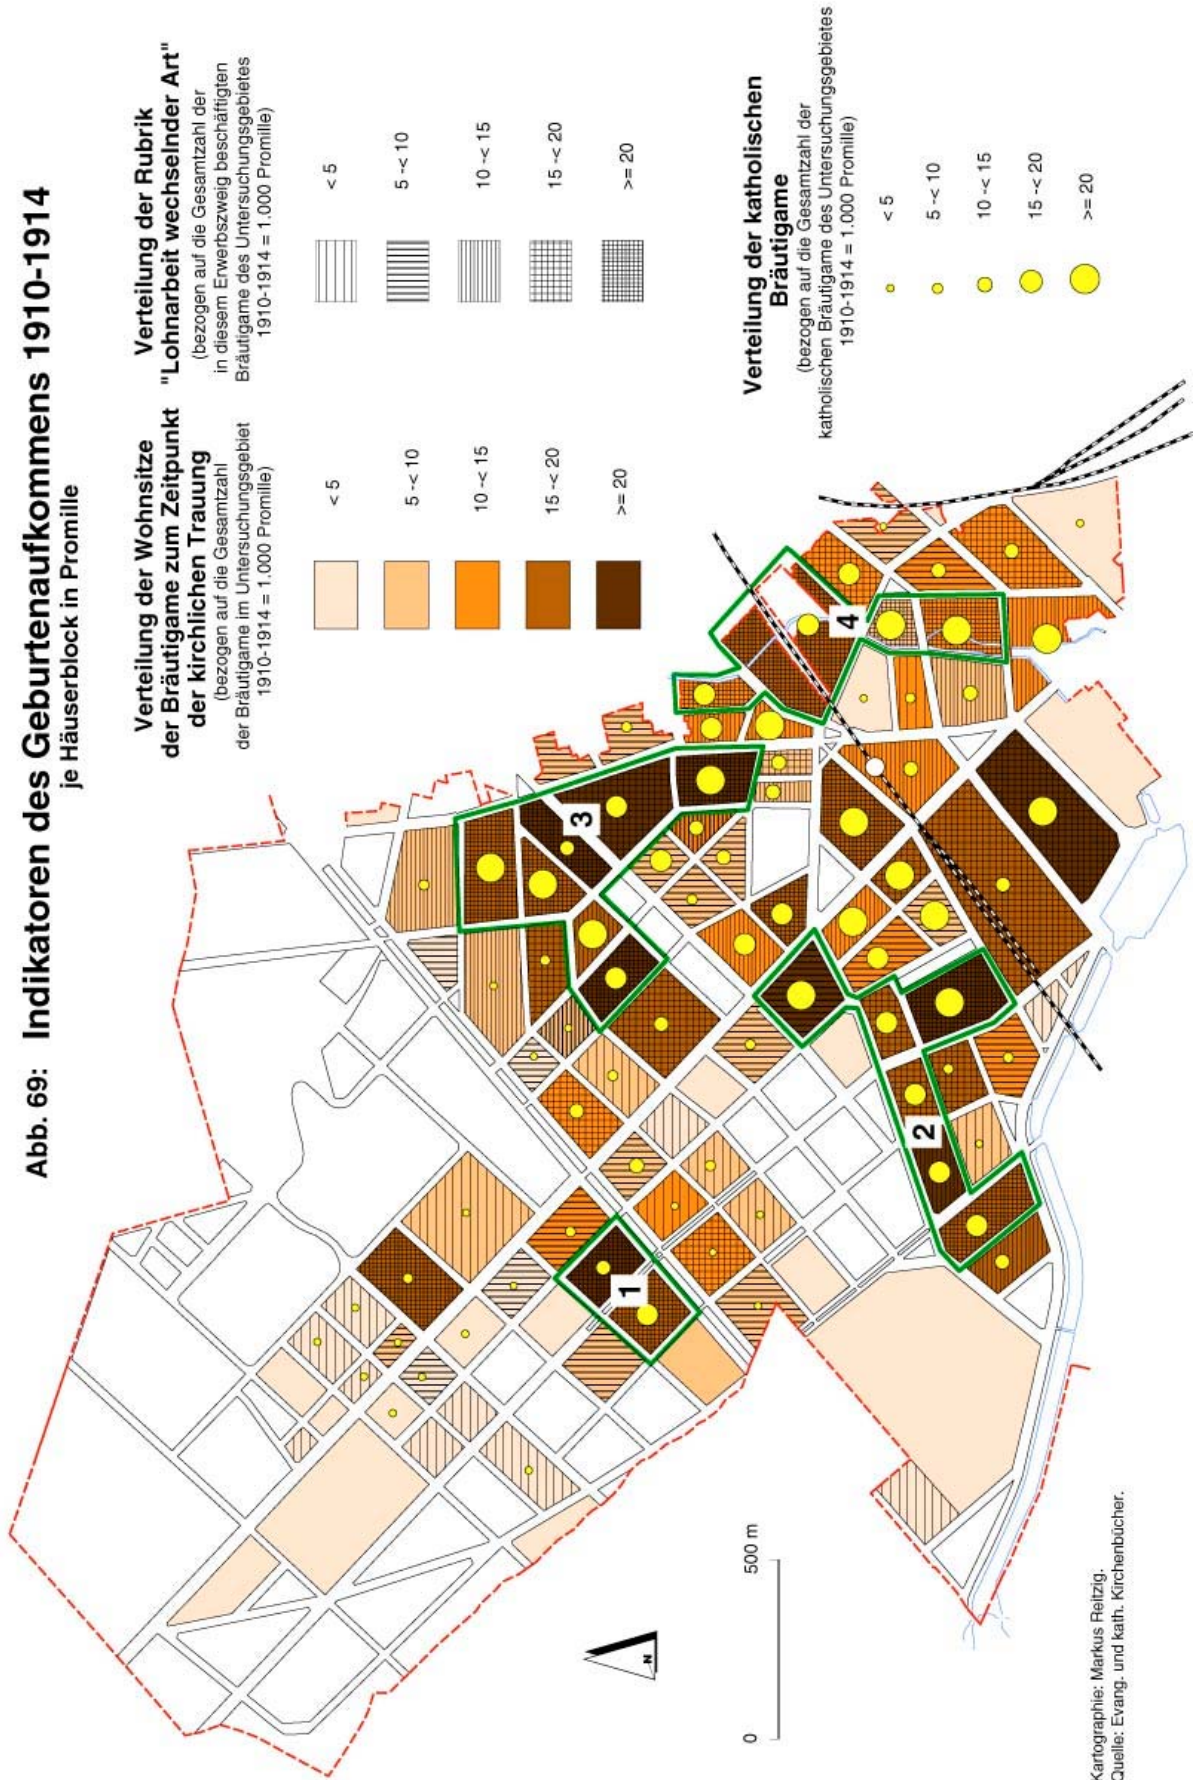 Abb. 69: Indikatoren des Geburtenaufkommens 1910-1914
je Häuserblock in Promille
Verteilung der Wohnsitze
der Bräutigame zum Zeitpunkt
der kirchlichen Trauung
(bezogen auf die Gesamtzahl
der Bräutigame im Untersuchungsgebiet
1910-1914 = 1.000 Promille)
< 5
5 -< 10
10 -< 15
15 -< 20
>= 20
Verteilung der Rubrik
"Lohnarbeit wechselnder Art"
(bezogen auf die Gesamtzahl der
in diesem Erwerbszweig beschäftigten
Bräutigame des Untersuchungsgebietes
1910-1914 = 1.000 Promille)
< 5
5 -< 10
10 -< 15
15 -< 20
>= 20
Verteilung der katholischen
Bräutigame
(bezogen auf die Gesamtzahl der
katholischen Bräutigame des Untersuchungsgebietes
1910-1914 = 1.000 Promille)
< 5
5 -< 10
10 -< 15
15 -< 20
>= 20
1
2
3
4
N
0 500 m
Kartographie: Markus Reitzig.
Quelle: Evang. und kath. Kirchenbücher.